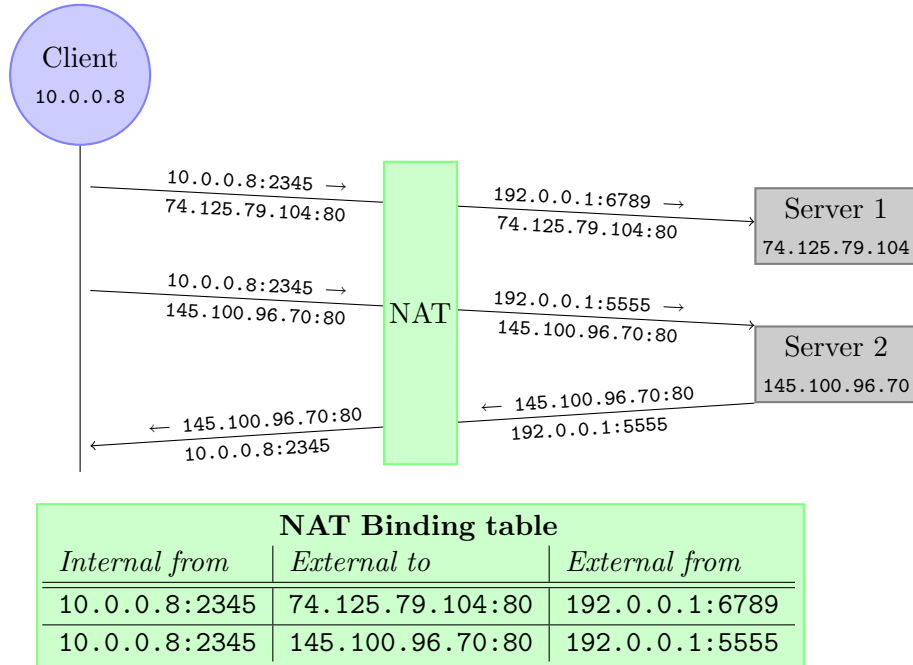 Client
10.0.0.8
10.0.0.8:2345 →
74.125.79.104:80
192.0.0.1:6789 →
74.125.79.104:80
Server 1
74.125.79.104
10.0.0.8:2345 →
145.100.96.70:80
NAT
192.0.0.1:5555 →
145.100.96.70:80
Server 2
145.100.96.70
← 145.100.96.70:80
192.0.0.1:5555
← 145.100.96.70:80
10.0.0.8:2345
NAT Binding table
Internal from External to External from
10.0.0.8:2345 74.125.79.104:80 192.0.0.1:6789
10.0.0.8:2345 145.100.96.70:80 192.0.0.1:5555